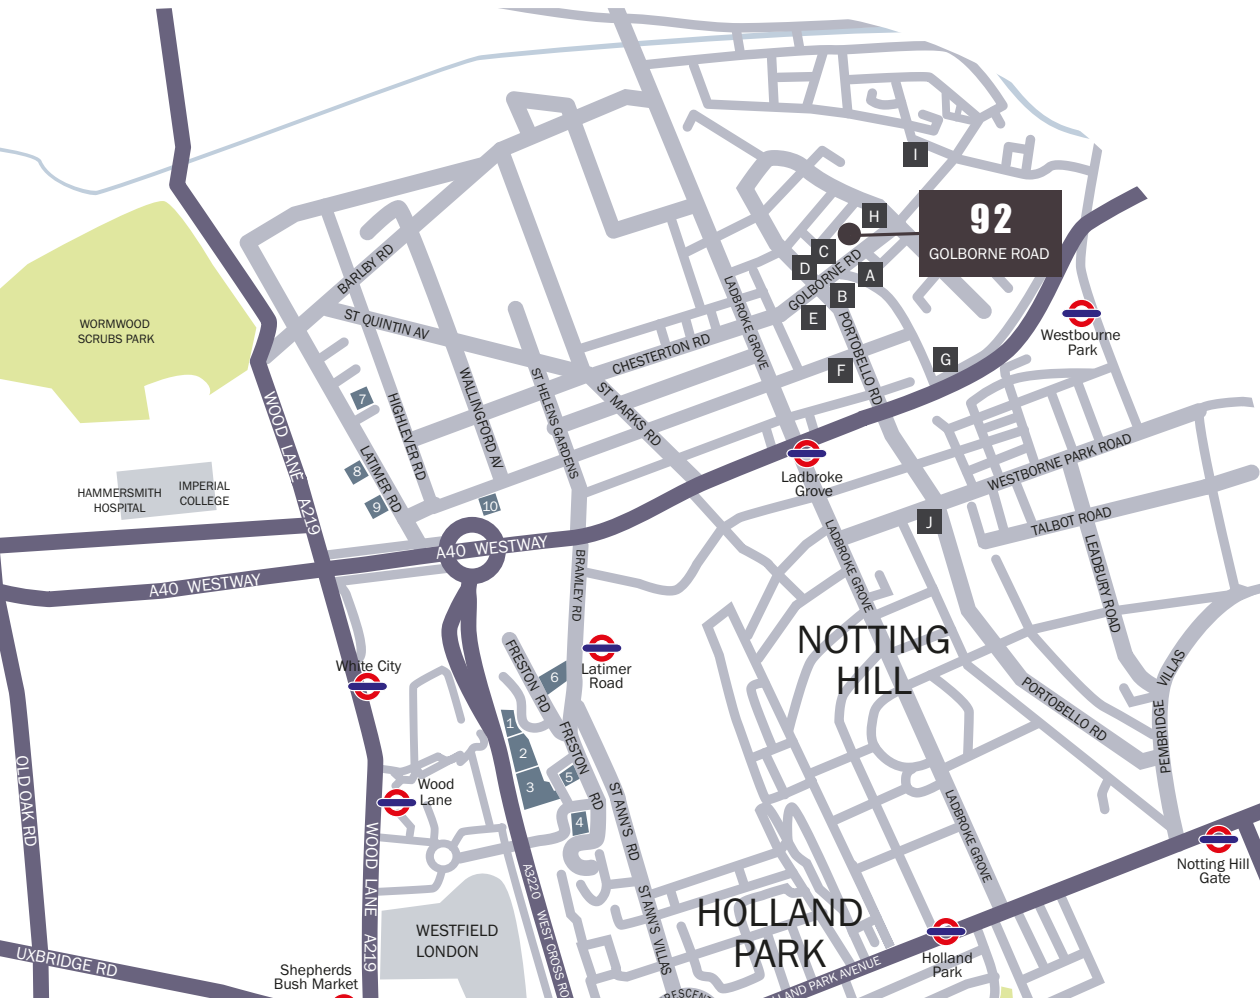 I
H
92
GOLBORNE ROAD
C
D
A
GOLBORNE RD
B
E
BARLBY RD
ST QUINTIN AV
LADBROKE GROVE
PORTOBELLO RD
CHESTERTON RD
F
G
Westbourne
Park
WORMWOOD
SCRUBS PARK
WOOD LANE A219
7
HIGHLEVER RD
WALLINGFORD AV
ST HELENS GARDENS
ST MARKS RD
LATIMER RD
8
9
10
HAMMERSMITH
HOSPITAL
IMPERIAL
COLLEGE
Ladbroke
Grove
WESTBORNE PARK ROAD
J
TALBOT ROAD
A40 WESTWAY
A40 WESTWAY
BRAMLEY RD
LADBROKE GROVE
LEADBURY ROAD
NOTTING
HILL
White City
Latimer
Road
FRESTON RD
6
PORTOBELLO RD
PEMBRIDGE VILLAS
1
2
3
FRESTON RD
5
4
OLD OAK RD
Wood
Lane
WOOD LANE A219
ST ANN'S RD
LADBROKE GROVE
Notting Hill
Gate
A3220 WEST CROSS RO
ST ANN'S VILLAS
HOLLAND
PARK
WESTFIELD
LONDON
Holland
Park
UXBRIDGE RD
Shepherds
Bush Market
LLAND PARK AVENUE
RESCENT